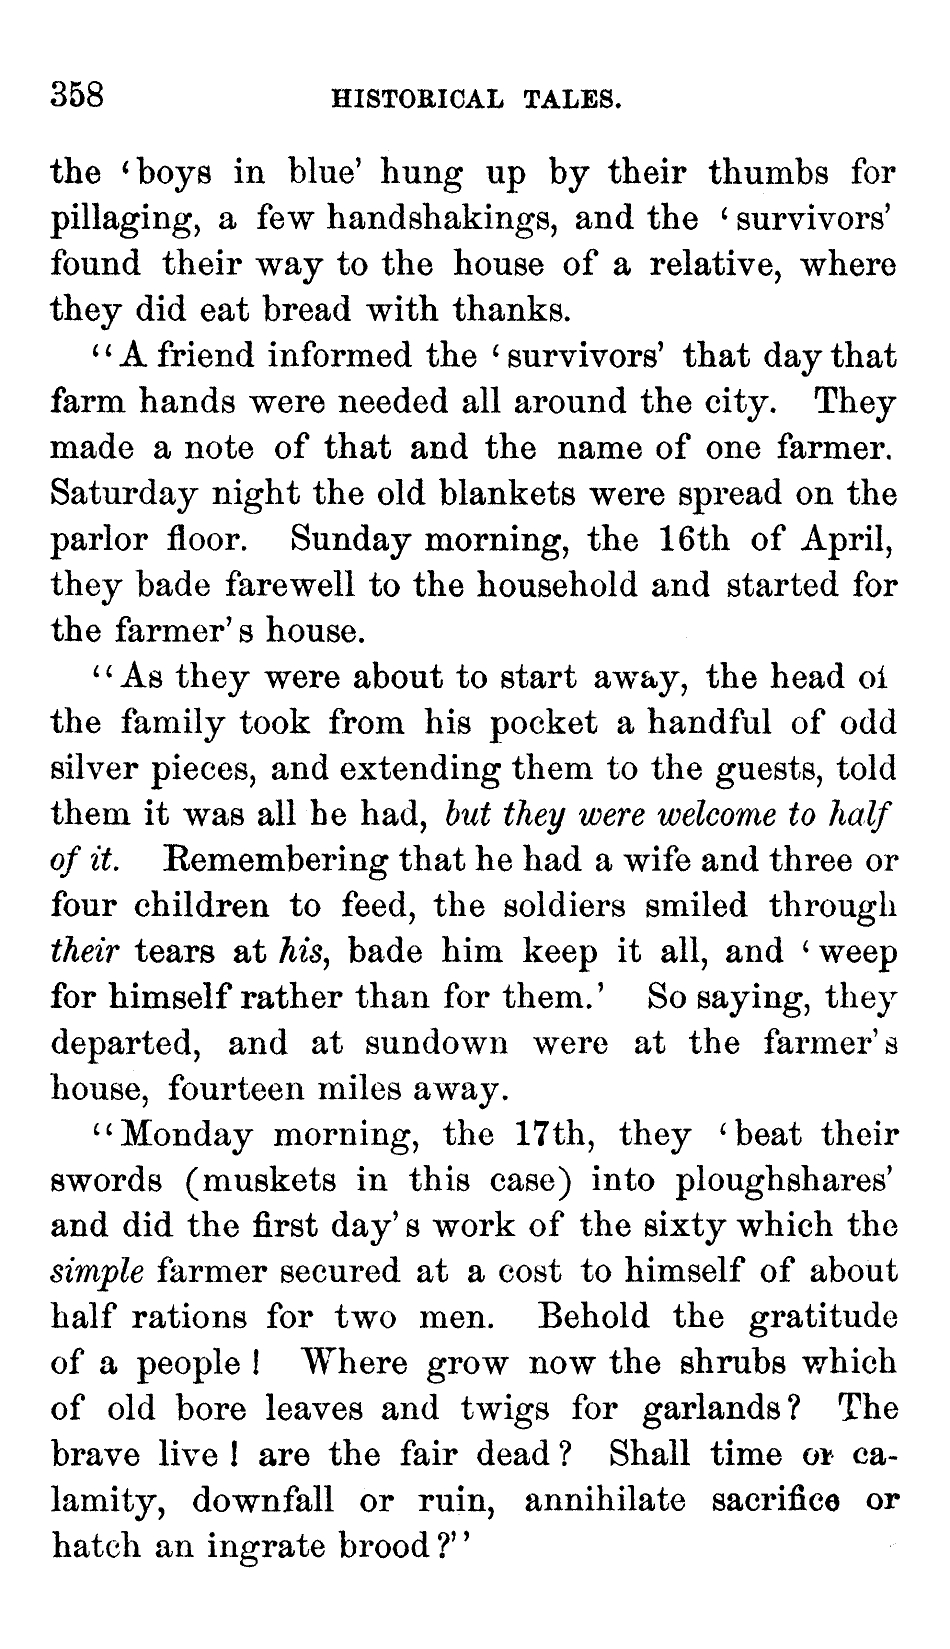 358 HISTORICAL TALES.
the ‘boys in blue’ hung up by their thumbs for
pillaging, a few handshakings, and the ‘survivors’
found their way to the house of a relative, where
they did eat bread with thanks.
“A friend informed the ‘survivors’ that day that
farm hands were needed all around the city. They
made a note of that and the name of one farmer.
Saturday night the old blankets were spread on the
parlor floor. Sunday morning, the 16th of April,
they bade farewell to the household and started for
the farmer’s house.
“As they were about to start away, the head of
the family took from his pocket a handful of odd
silver pieces, and extending them to the guests, told
them it was all he had, but they were welcome to half
of it. Remembering that he had a wife and three or
four children to feed, the soldiers smiled through
their tears at his, bade him keep it all, and ‘weep
for himself rather than for them.’ So saying, they
departed, and at sundown were at the farmer’s
house, fourteen miles away.
“Monday morning, the 17th, they ‘beat their
swords (muskets in this case) into ploughshares’
and did the first day’s work of the sixty which the
simple farmer secured at a cost to himself of about
half rations for two men. Behold the gratitude
of a people! Where grow now the shrubs which
of old bore leaves and twigs for garlands? The
brave live! are the fair dead? Shall time or ca-
lamity, downfall or ruin, annihilate sacrifice or
hatch an ingrate brood?”